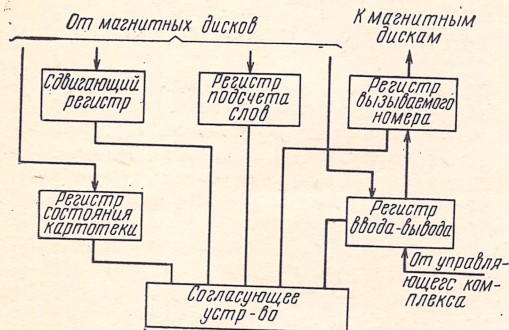 От магнитных дисков
К магнитным
дискам
Сдвигающий
регистр
Регистр
подсчета
слов
Регистр
вызываемого
номера
Регистр
состояния
картотеки
Регистр
ввода-вывода
От управля-
ющегс ком-
плекса
Согласующее
устр-во